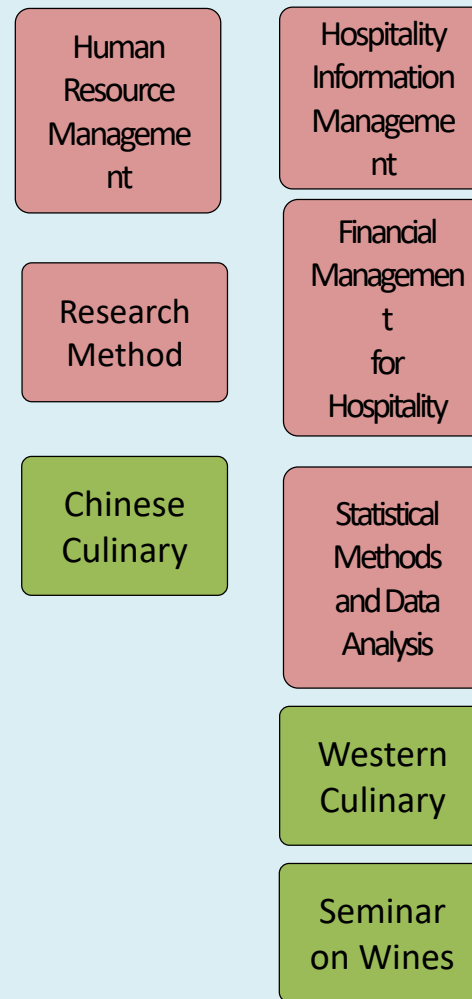 Human
Resource
Manageme
nt
Research
Method
Chinese
Culinary
Hospitality
Information
Manageme
nt
Financial
Managemen
t
for
Hospitality
Statistical
Methods
and Data
Analysis
Western
Culinary
Seminar
on Wines